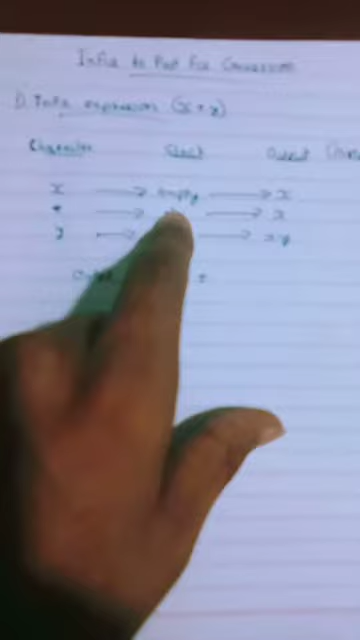 Infix to Post fix Conversion
1) Infix expression (x + y)
Character Stack Output
x → empty → x
+ → → x
y → → xy